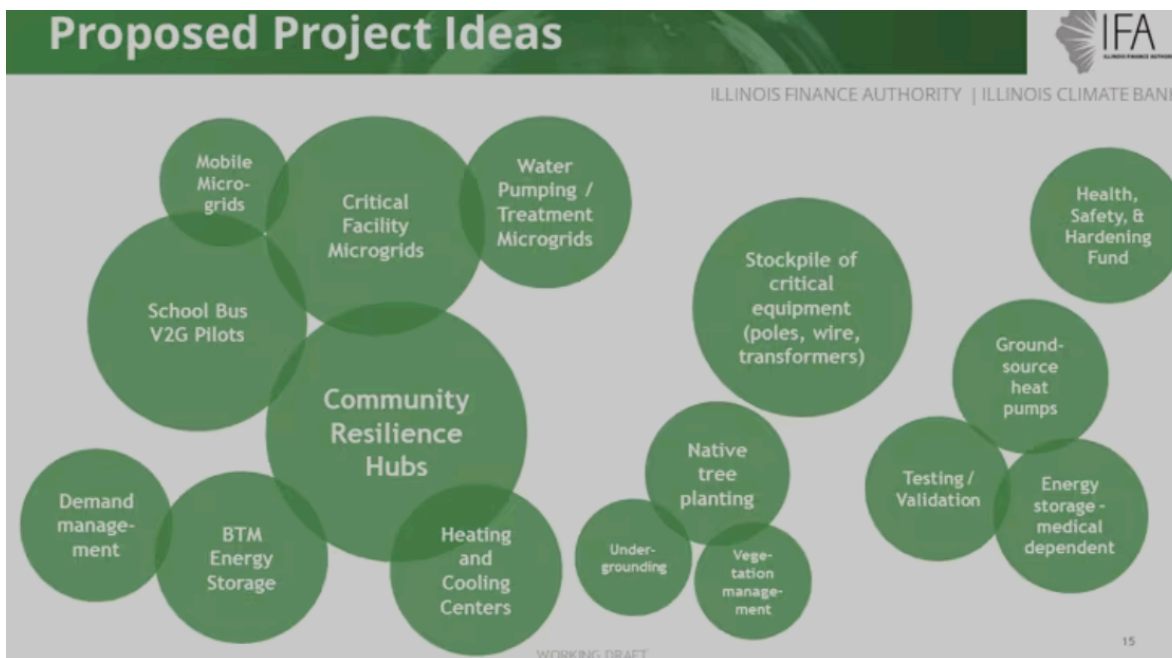 Proposed Project Ideas
IFA
ILLINOIS FINANCE AUTHORITY | ILLINOIS CLIMATE BANK
Mobile
Micro-
grids
Critical
Facility
Microgrids
Water
Pumping /
Treatment
Microgrids
School Bus
V2G Pilots
Community
Resilience
Hubs
Demand
manage-
ment
BTM
Energy
Storage
Heating
and
Cooling
Centers
Stockpile of
critical
equipment
(poles, wire,
transformers)
Native
tree
planting
Under-
grounding
Vege-
tation
manage-
ment
Health,
Safety, &
Hardening
Fund
Ground-
source
heat
pumps
Testing /
Validation
Energy
storage -
medical
dependent
WORKING DRAFT
15